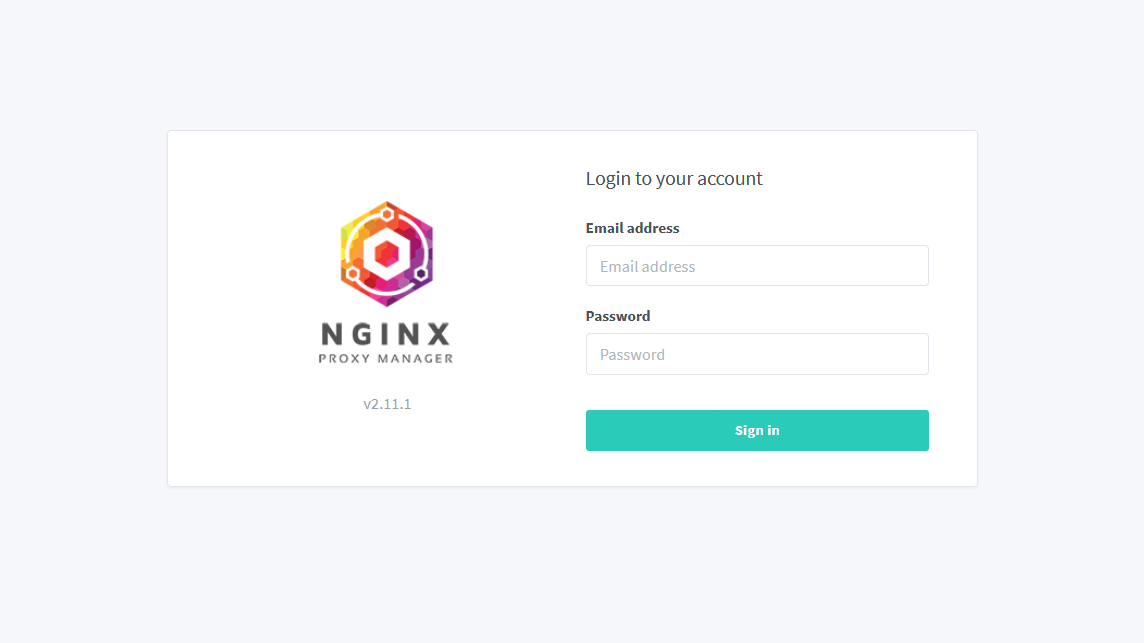 NGINX
PROXY MANAGER
v2.11.1
Login to your account
Email address
Email address
Password
Password
Sign in